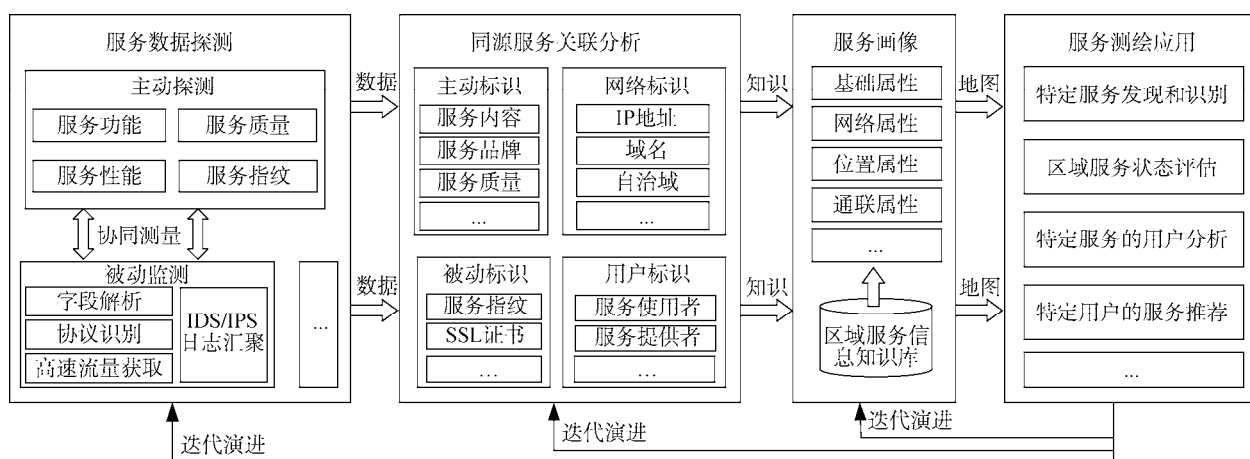 服务数据探测
主动探测
服务功能
服务质量
服务性能
服务指纹
协同测量
被动监测
字段解析
协议识别
高速流量获取
IDS/IPS
日志汇聚
...
数据
数据
同源服务关联分析
主动标识
服务内容
服务品牌
服务质量
...
网络标识
IP地址
域名
自治域
...
被动标识
服务指纹
SSL证书
...
用户标识
服务使用者
服务提供者
...
知识
知识
服务画像
基础属性
网络属性
位置属性
通联属性
...
区域服务信
息知识库
地图
地图
服务测绘应用
特定服务发现和识别
区域服务状态评估
特定服务的用户分析
特定用户的服务推荐
...
迭代演进
迭代演进
迭代演进